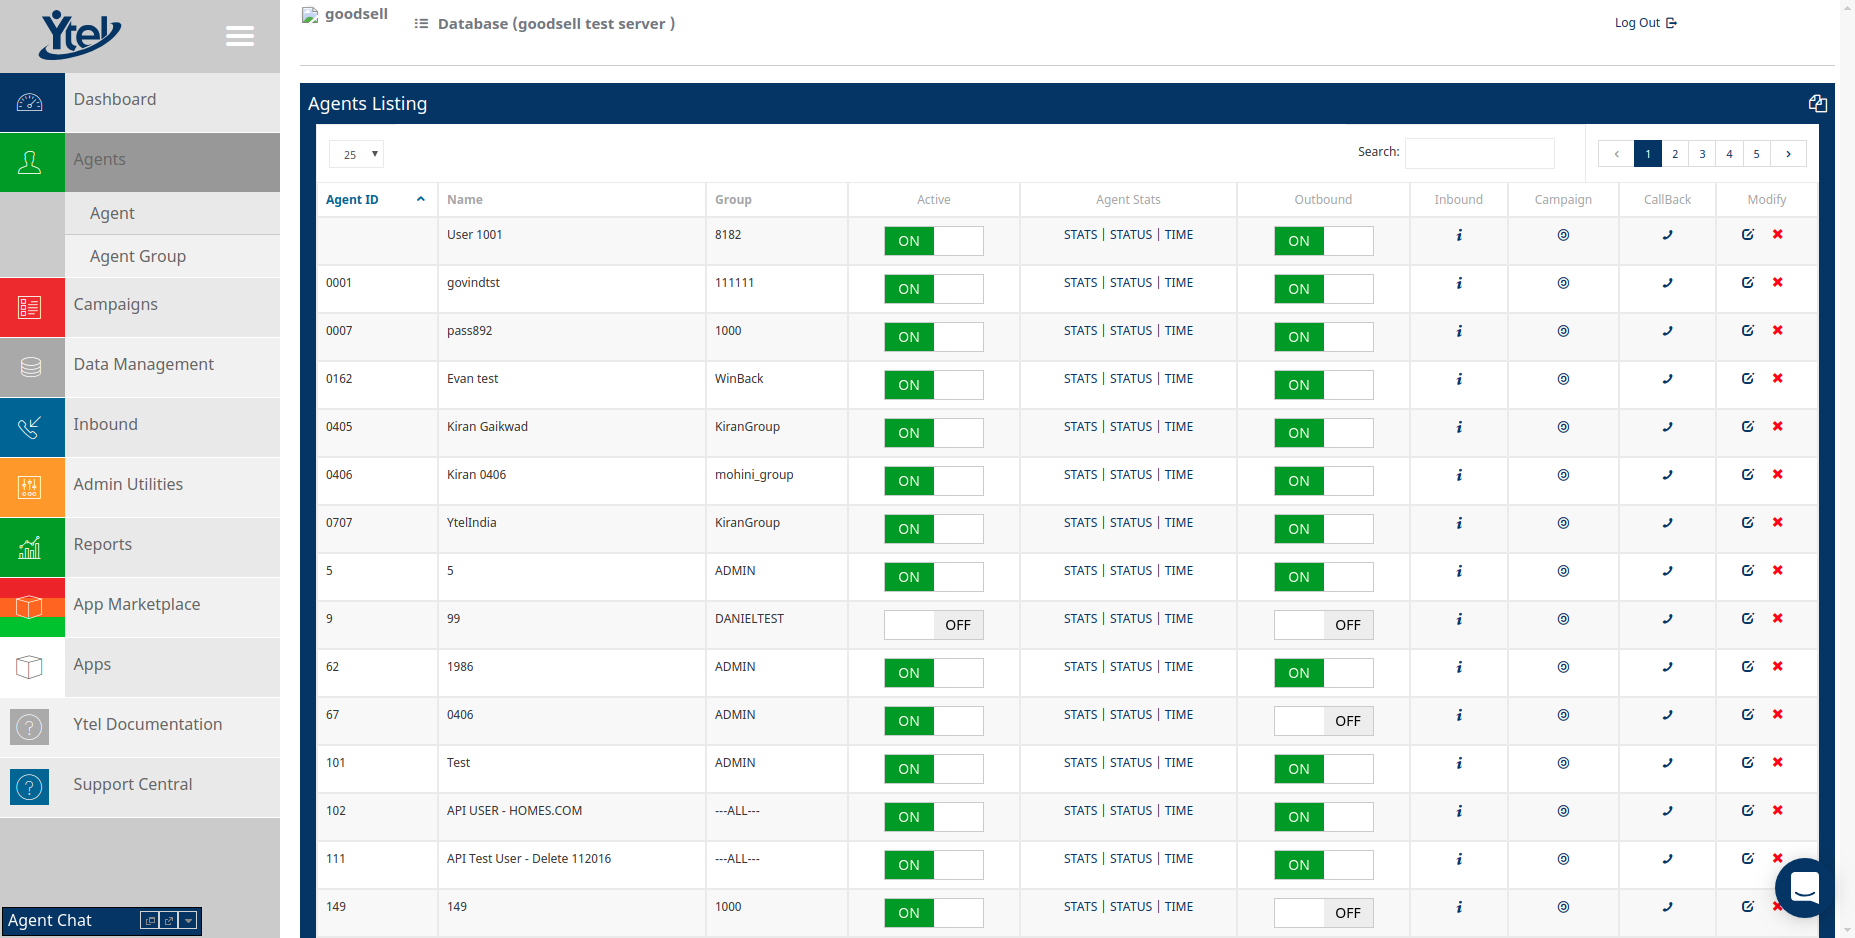 Ytel
goodsell
Database (goodsell test server )
Log Out
Dashboard
Agents
Agent
Agent Group
Campaigns
Data Management
Inbound
Admin Utilities
Reports
App Marketplace
Apps
? Ytel Documentation
? Support Central
Agent Chat
Agents Listing
25
Search:
‹ 1 2 3 4 5 ›
Agent ID Name Group Active Agent Stats Outbound Inbound Campaign CallBack Modify
User 1001 8182 ON STATS | STATUS | TIME ON
0001 govindtst 111111 ON STATS | STATUS | TIME ON
0007 pass892 1000 ON STATS | STATUS | TIME ON
0162 Evan test WinBack ON STATS | STATUS | TIME ON
0405 Kiran Gaikwad KiranGroup ON STATS | STATUS | TIME ON
0406 Kiran 0406 mohini_group ON STATS | STATUS | TIME ON
0707 YtelIndia KiranGroup ON STATS | STATUS | TIME ON
5 5 ADMIN ON STATS | STATUS | TIME ON
9 99 DANIELTEST OFF STATS | STATUS | TIME OFF
62 1986 ADMIN ON STATS | STATUS | TIME ON
67 0406 ADMIN ON STATS | STATUS | TIME OFF
101 Test ADMIN ON STATS | STATUS | TIME ON
102 API USER - HOMES.COM ---ALL--- ON STATS | STATUS | TIME ON
111 API Test User - Delete 112016 ---ALL--- ON STATS | STATUS | TIME ON
149 149 1000 ON STATS | STATUS | TIME OFF